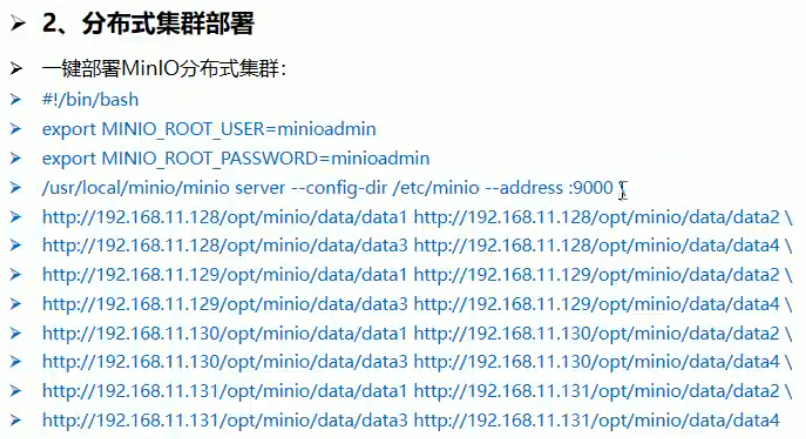 ➤ 2、分布式集群部署
➤ 一键部署MinIO分布式集群：
➤ #!/bin/bash
➤ export MINIO_ROOT_USER=minioadmin
➤ export MINIO_ROOT_PASSWORD=minioadmin
➤ /usr/local/minio/minio server --config-dir /etc/minio --address :9000 \
➤ http://192.168.11.128/opt/minio/data/data1 http://192.168.11.128/opt/minio/data/data2 \
➤ http://192.168.11.128/opt/minio/data/data3 http://192.168.11.128/opt/minio/data/data4 \
➤ http://192.168.11.129/opt/minio/data/data1 http://192.168.11.129/opt/minio/data/data2 \
➤ http://192.168.11.129/opt/minio/data/data3 http://192.168.11.129/opt/minio/data/data4 \
➤ http://192.168.11.130/opt/minio/data/data1 http://192.168.11.130/opt/minio/data/data2 \
➤ http://192.168.11.130/opt/minio/data/data3 http://192.168.11.130/opt/minio/data/data4 \
➤ http://192.168.11.131/opt/minio/data/data1 http://192.168.11.131/opt/minio/data/data2 \
➤ http://192.168.11.131/opt/minio/data/data3 http://192.168.11.131/opt/minio/data/data4